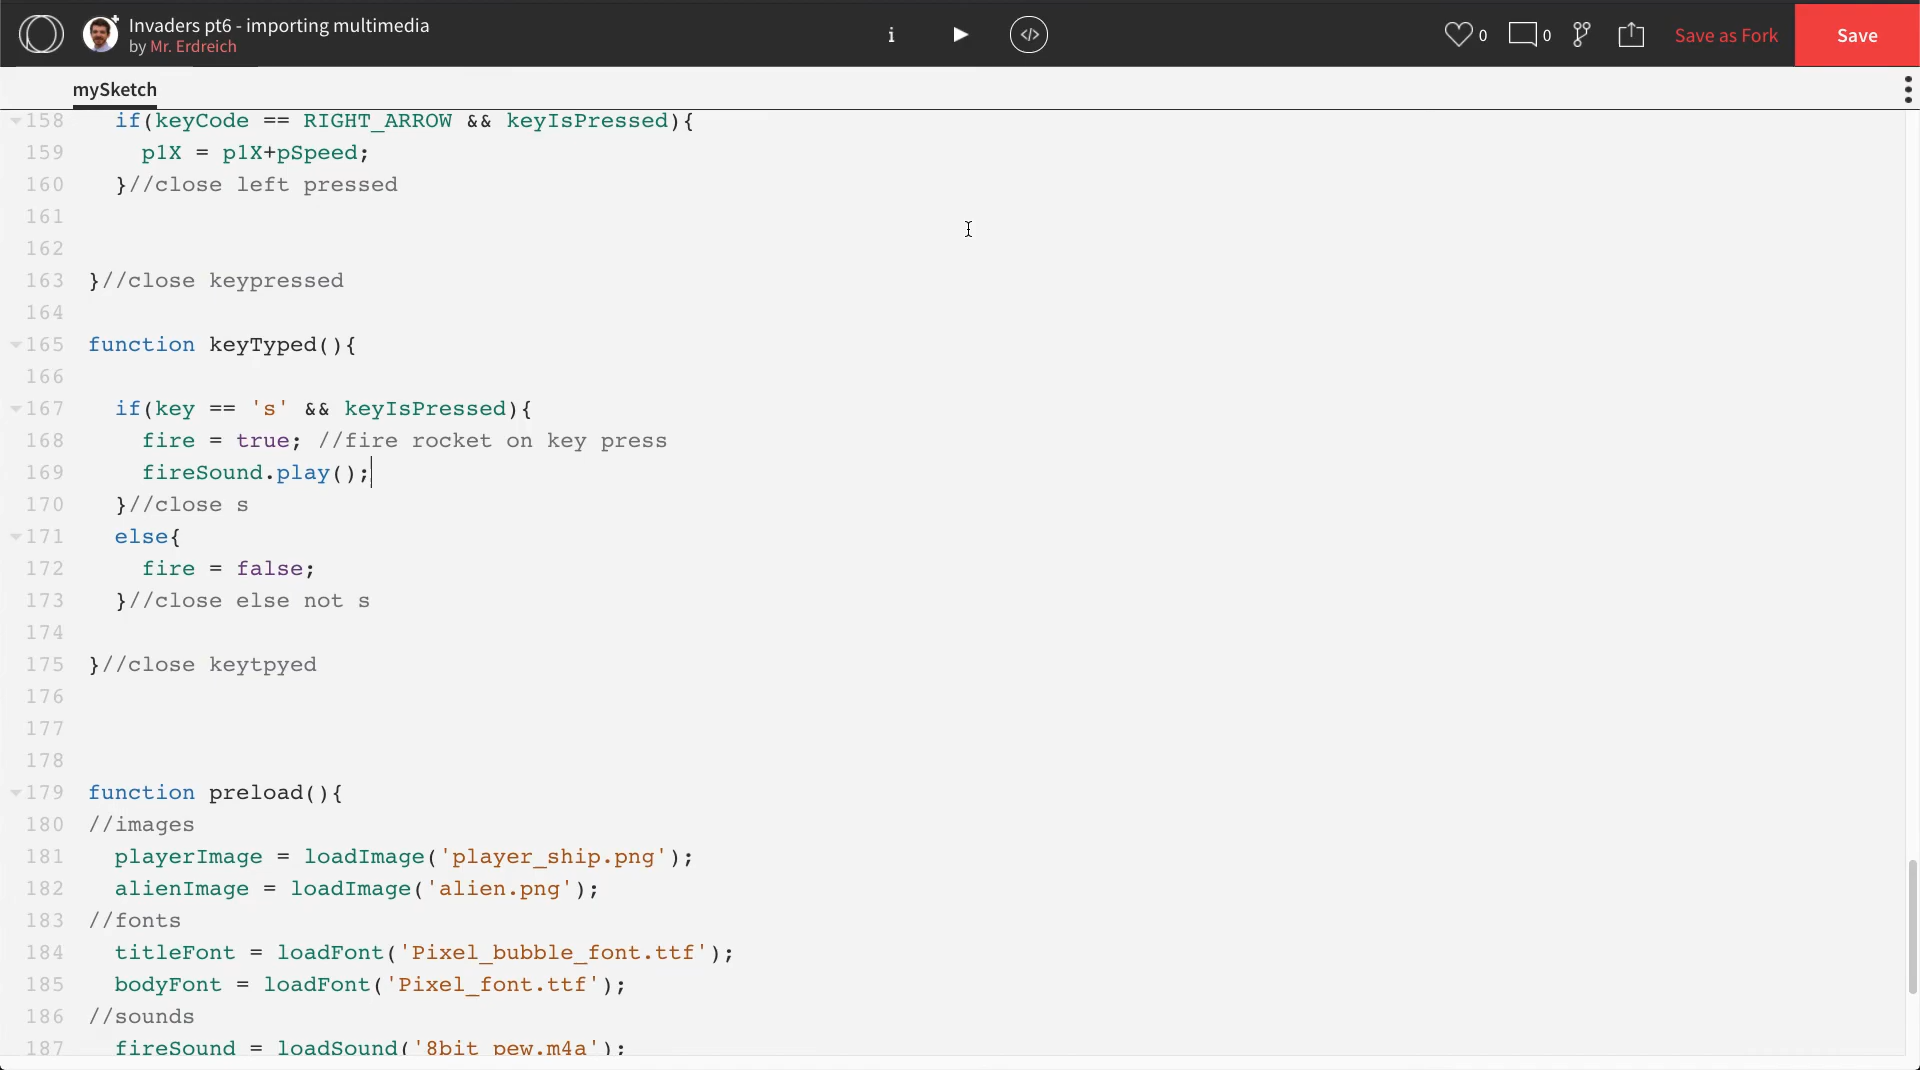 Invaders pt6 - importing multimedia
by Mr. Erdreich
i
</>
0
0
Save as Fork
Save
mySketch
158 if(keyCode == RIGHT_ARROW && keyIsPressed){
159 p1X = p1X+pSpeed;
160 }//close left pressed
161
162
163 }//close keypressed
164
165 function keyTyped(){
166
167 if(key == 's' && keyIsPressed){
168 fire = true; //fire rocket on key press
169 fireSound.play();
170 }//close s
171 else{
172 fire = false;
173 }//close else not s
174
175 }//close keytpyed
176
177
178
179 function preload(){
180 //images
181 playerImage = loadImage('player_ship.png');
182 alienImage = loadImage('alien.png');
183 //fonts
184 titleFont = loadFont('Pixel_bubble_font.ttf');
185 bodyFont = loadFont('Pixel_font.ttf');
186 //sounds
187 fireSound = loadSound('8bit_pew.m4a');